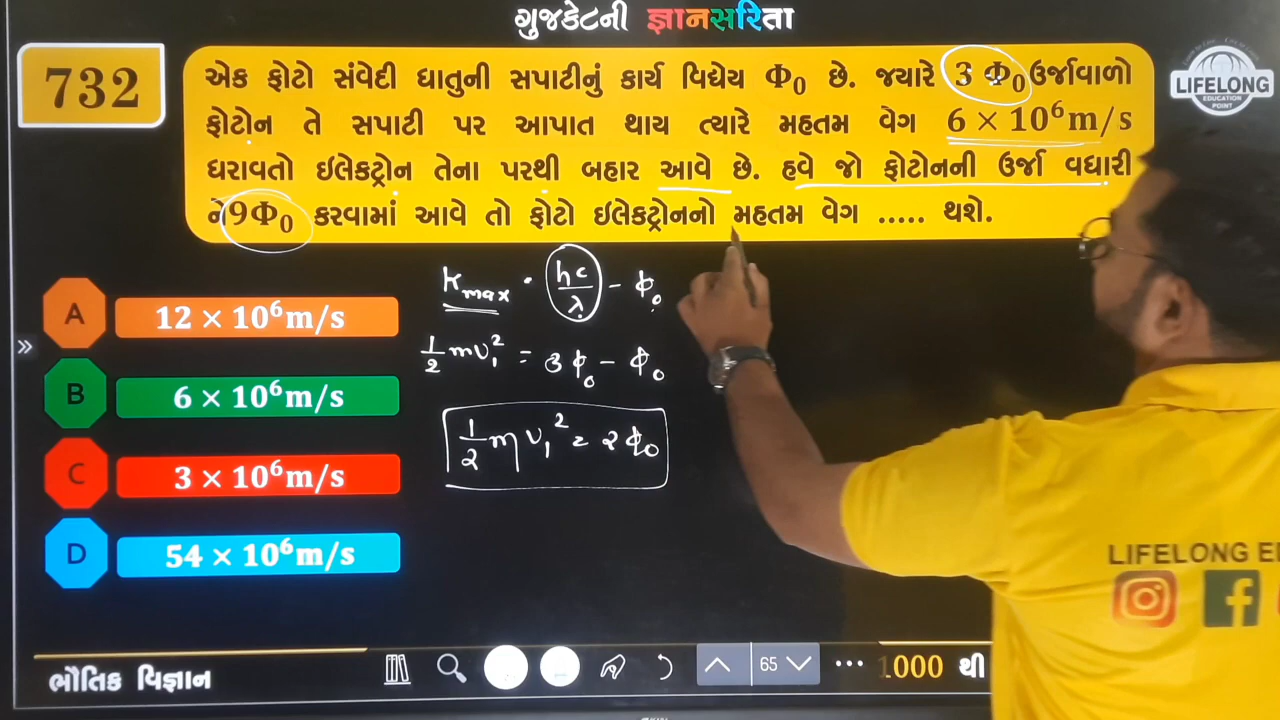 ગુજકેટની જ્ઞાનસરિતા
732
એક ફોટો સંવેદી ધાતુની સપાટીનું કાર્ય વિધેય Φ₀ છે. જ્યારે 3 Φ₀ ઉર્જાવાળો
ફોટોન તે સપાટી પર આપાત થાય ત્યારે મહતમ વેગ 6 × 10⁶m/s
ધરાવતો ઇલેક્ટ્રોન તેના પરથી બહાર આવે છે. હવે જો ફોટોનની ઉર્જા વધારી
ને9Φ₀ કરવામાં આવે તો ફોટો ઇલેક્ટ્રોનનો મહતમ વેગ ..... થશે.
LIFELONG
EDUCATION
POINT
A 12 × 10⁶m/s
B 6 × 10⁶m/s
C 3 × 10⁶m/s
D 54 × 10⁶m/s
Kmax = hc/λ - ϕ₀
1/2 mv₁² = 3ϕ₀ - ϕ₀
1/2 mv₁² = 2ϕ₀
LIFELONG E
ભૌતિક વિજ્ઞાન
65
1000 થી